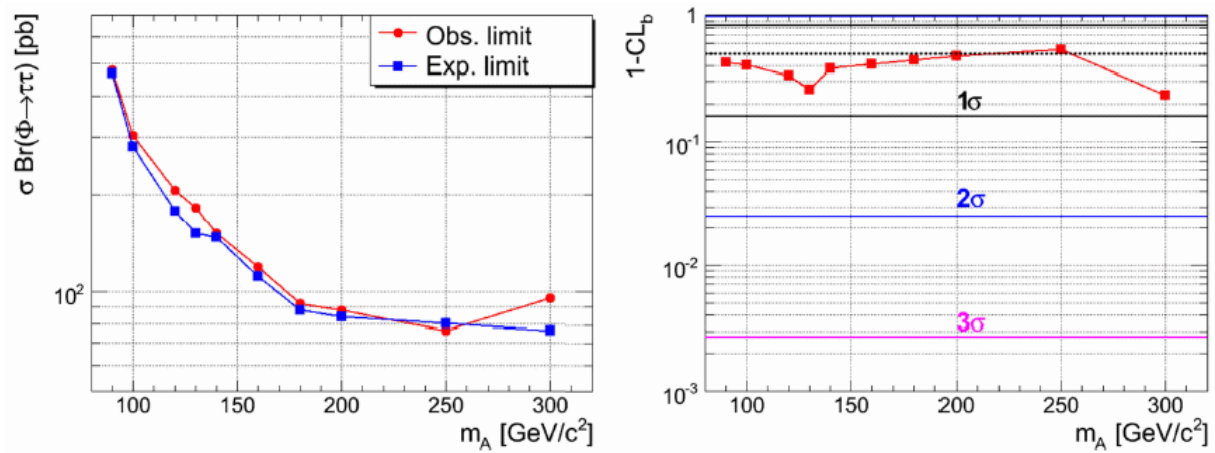 σ Br(Φ→ττ) [pb]
Obs. limit
Exp. limit
10²
100 150 200 250 300
m_A [GeV/c²]
1-CL_b
1
1σ
10⁻¹
2σ
10⁻²
3σ
10⁻³
100 150 200 250 300
m_A [GeV/c²]